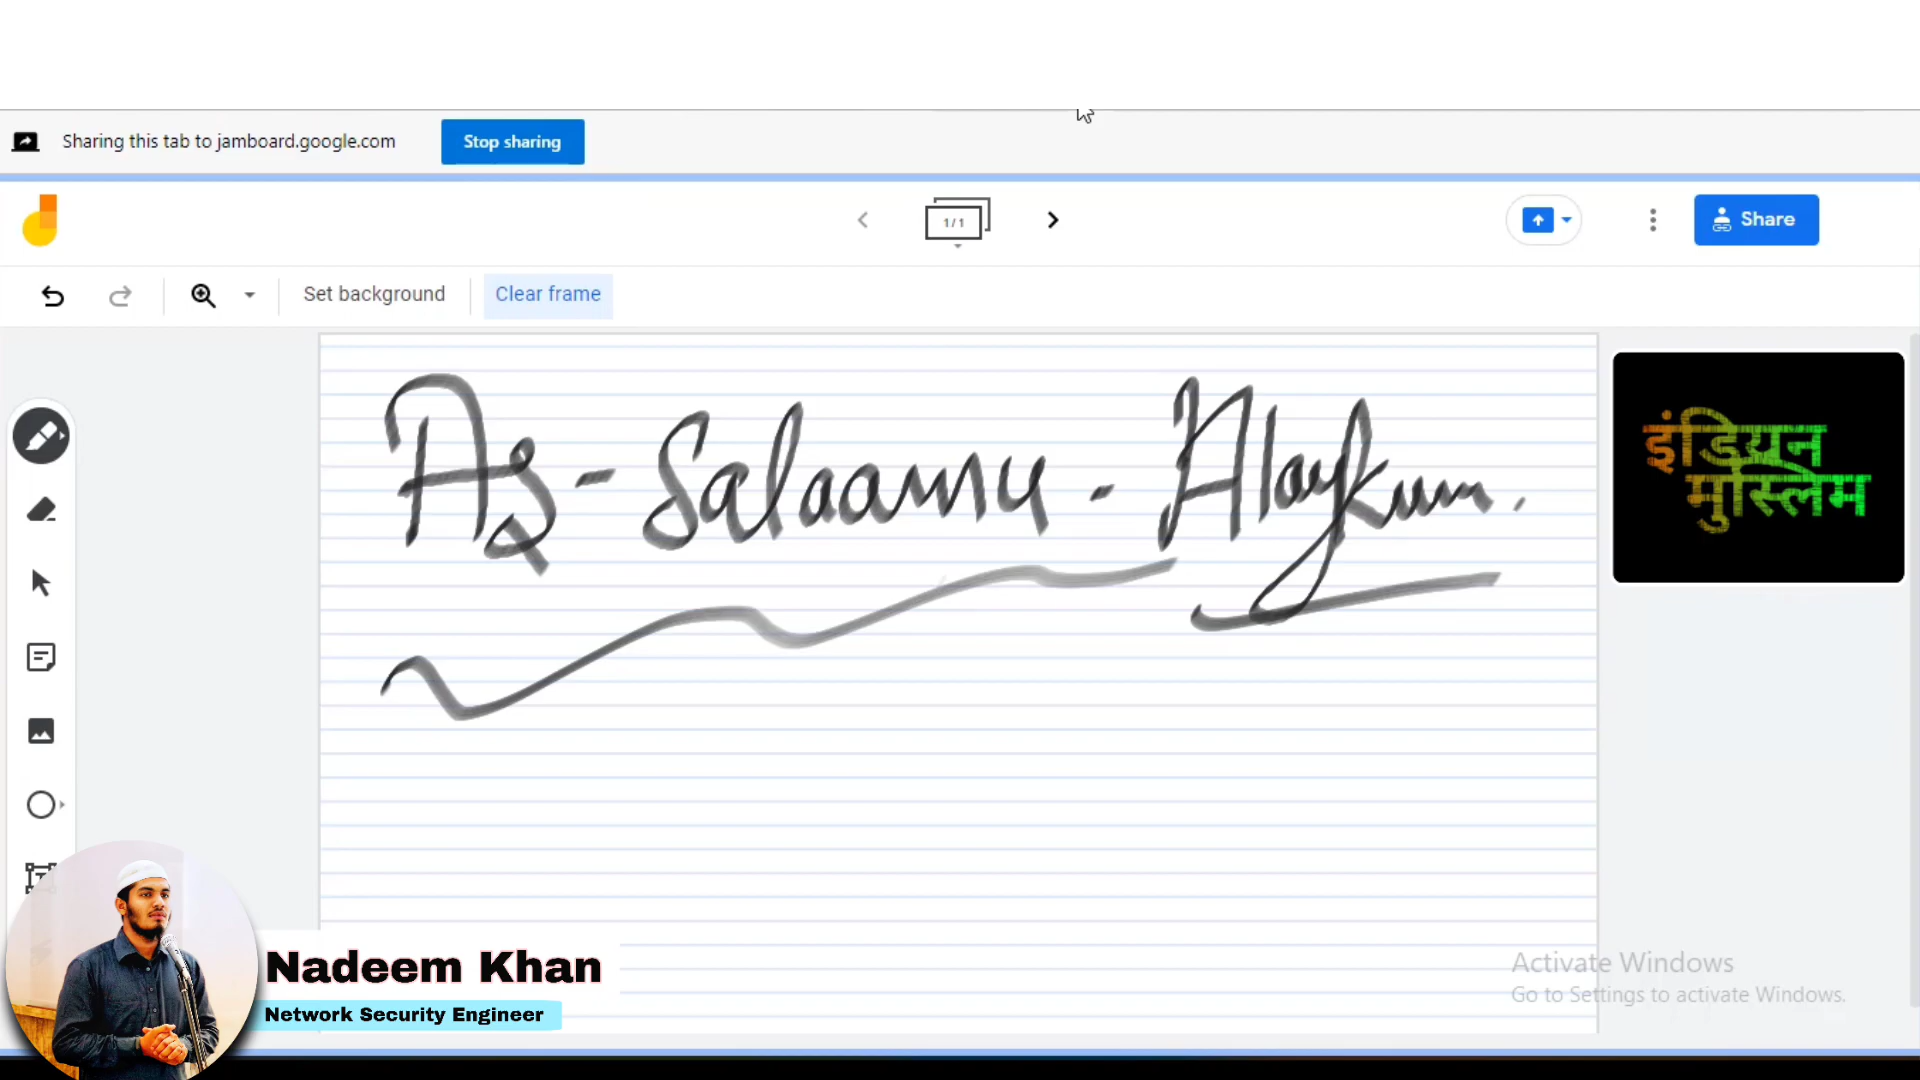 Sharing this tab to jamboard.google.com Stop sharing
1 / 1
Share
Set background Clear frame
As-Salaamu-Alaykum.
इंडियन
मुस्लिम
Nadeem Khan
Network Security Engineer
Activate Windows
Go to Settings to activate Windows.